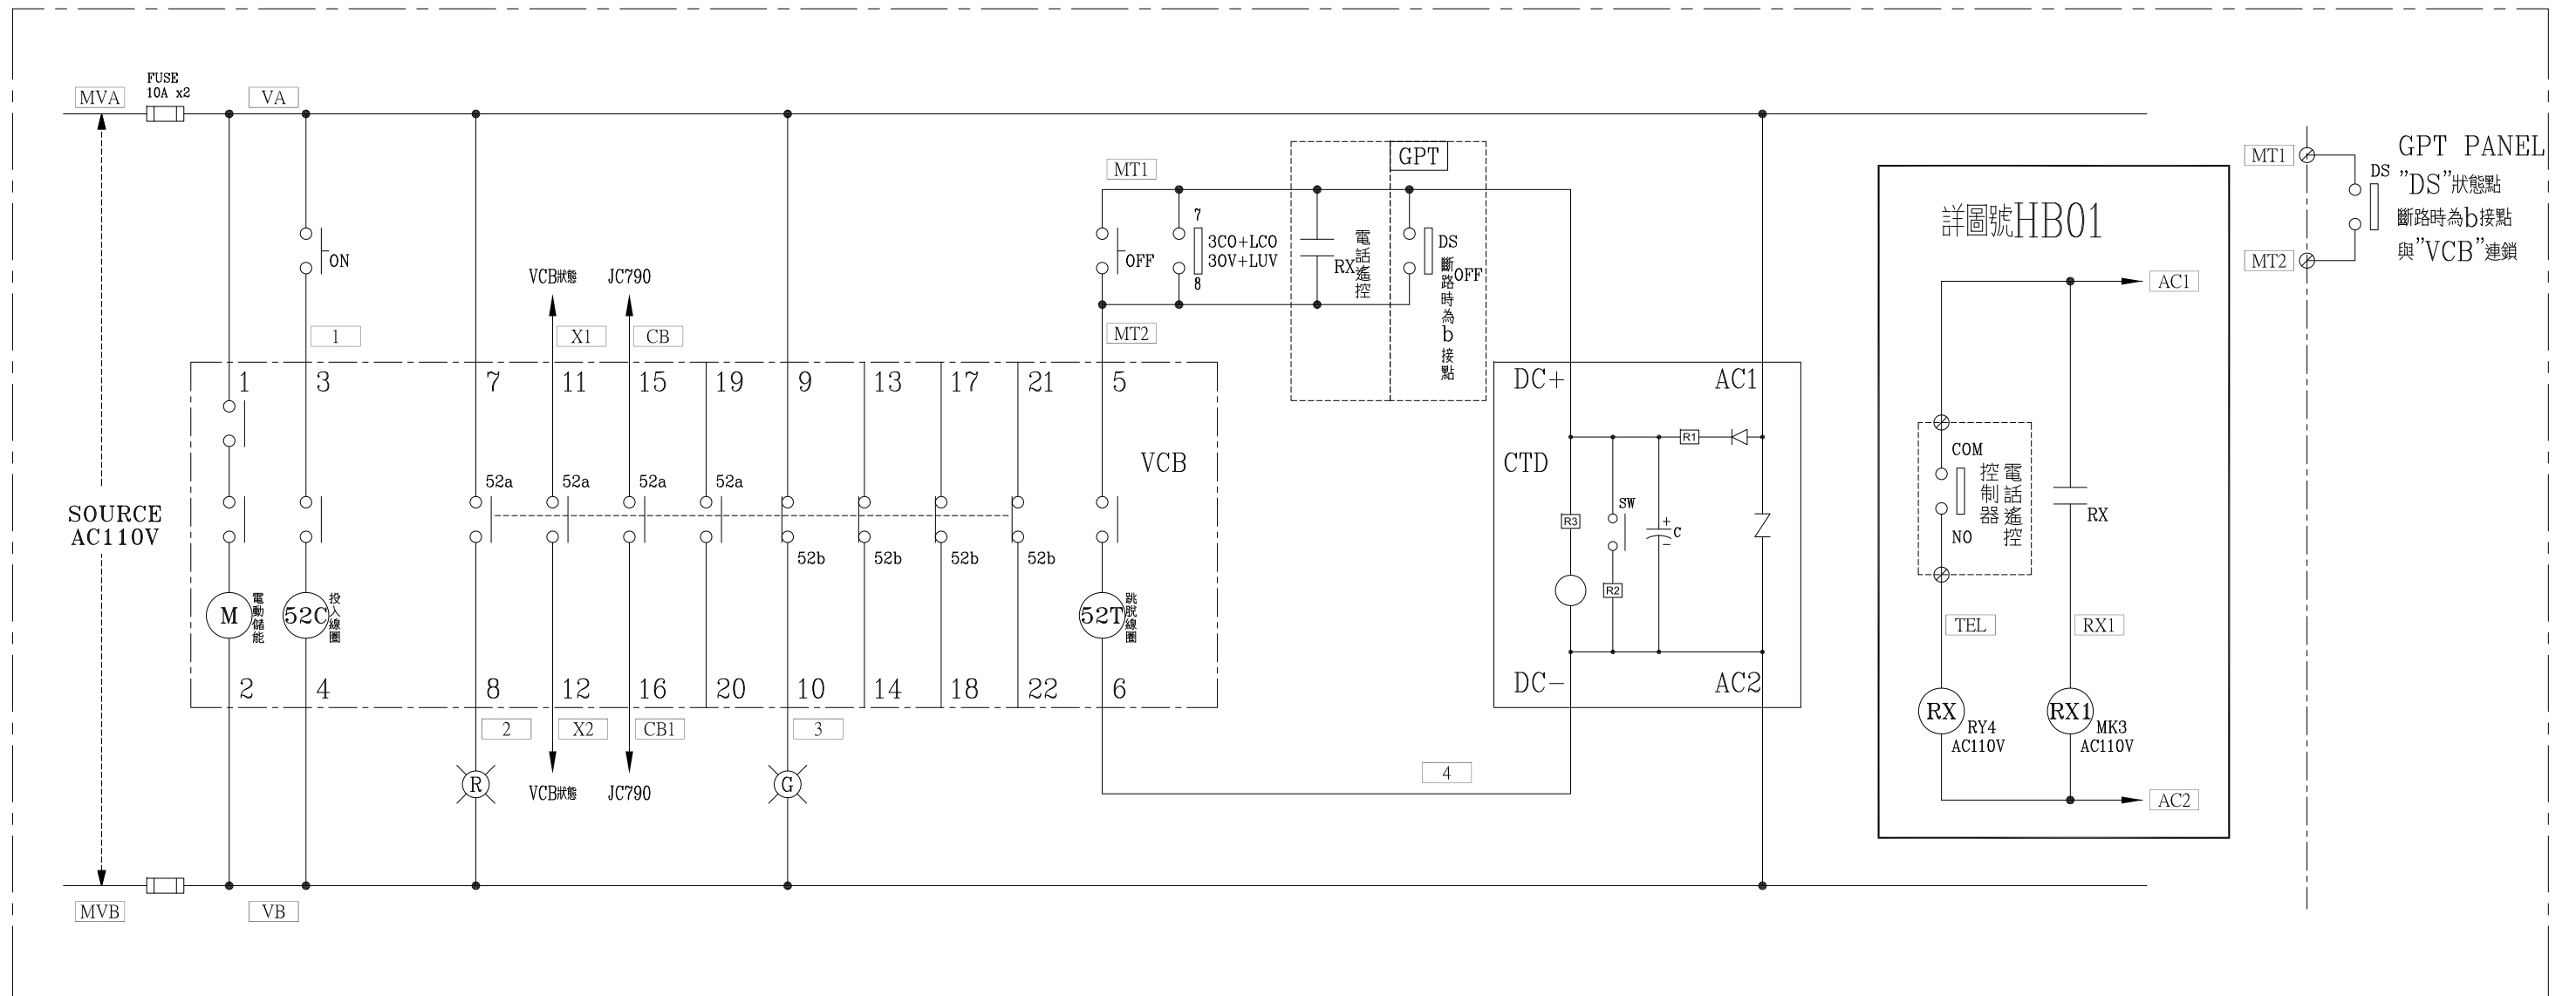 FUSE
10A x2
MVA
VA
SOURCE
AC110V
MVB
VB
ON
1
VCB狀態
JC790
X1
CB
MT1
OFF
7
3CO+LCO
3OV+LUV
8
MT2
RX
電話遙控
GPT
DS
OFF
斷路時為b接點
1
3
7
11
15
19
9
13
17
21
5
VCB
52a
52a
52a
52a
52b
52b
52b
52b
M
電動儲能
52C
投入線圈
52T
跳脫線圈
2
4
8
12
16
20
10
14
18
22
6
2
X2
CB1
3
R
VCB狀態
JC790
G
4
DC+
AC1
CTD
R1
R3
SW
R2
+
C
−
DC−
AC2
詳圖號HB01
AC1
COM
電話遙控
控制器
NO
RX
TEL
RX1
RX
RY4
AC110V
RX1
MK3
AC110V
AC2
MT1
MT2
DS
GPT PANEL
”DS”狀態點
斷路時為b接點
與”VCB”連鎖